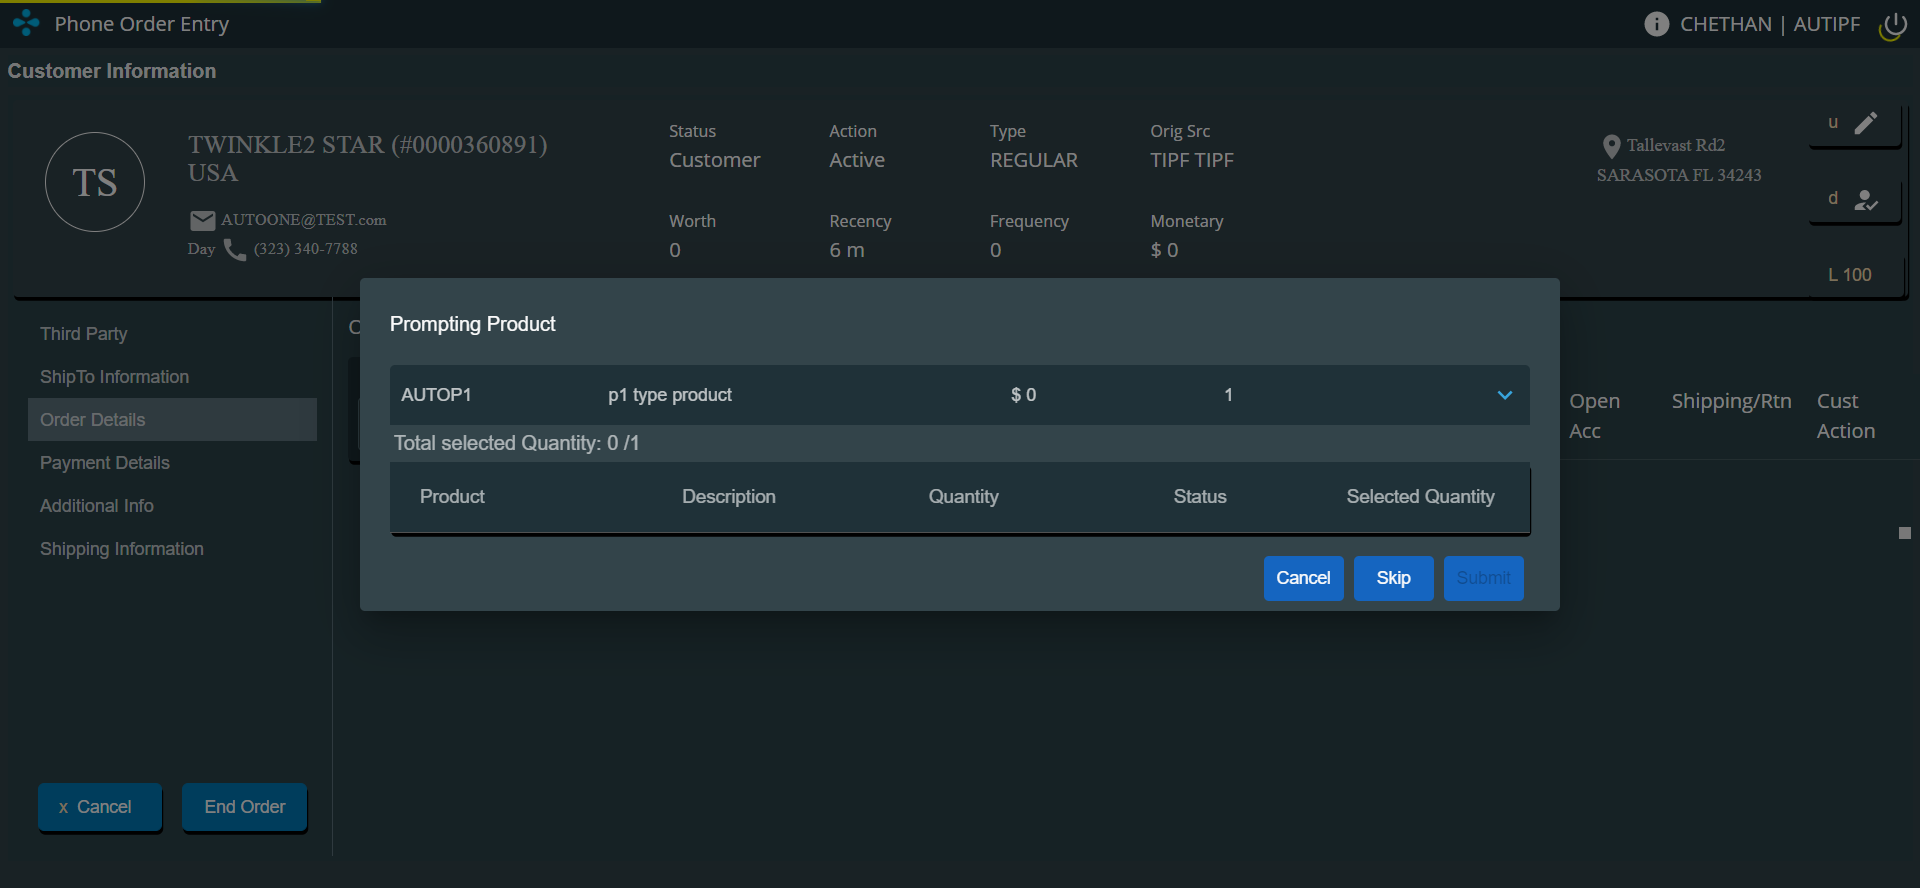 Phone Order Entry
CHETHAN | AUTIPF
Customer Information
TS
TWINKLE2 STAR (#0000360891)
USA
AUTOONE@TEST.com
Day (323) 340-7788
Status
Customer
Action
Active
Type
REGULAR
Orig Src
TIPF TIPF
Worth
0
Recency
6 m
Frequency
0
Monetary
$ 0
Tallevast Rd2
SARASOTA FL 34243
u
d
L 100
Third Party
ShipTo Information
Order Details
Payment Details
Additional Info
Shipping Information
x Cancel
End Order
Open
Acc
Shipping/Rtn
Cust
Action
Prompting Product
AUTOP1 p1 type product $ 0 1
Total selected Quantity: 0 /1
Product Description Quantity Status Selected Quantity
Cancel Skip Submit